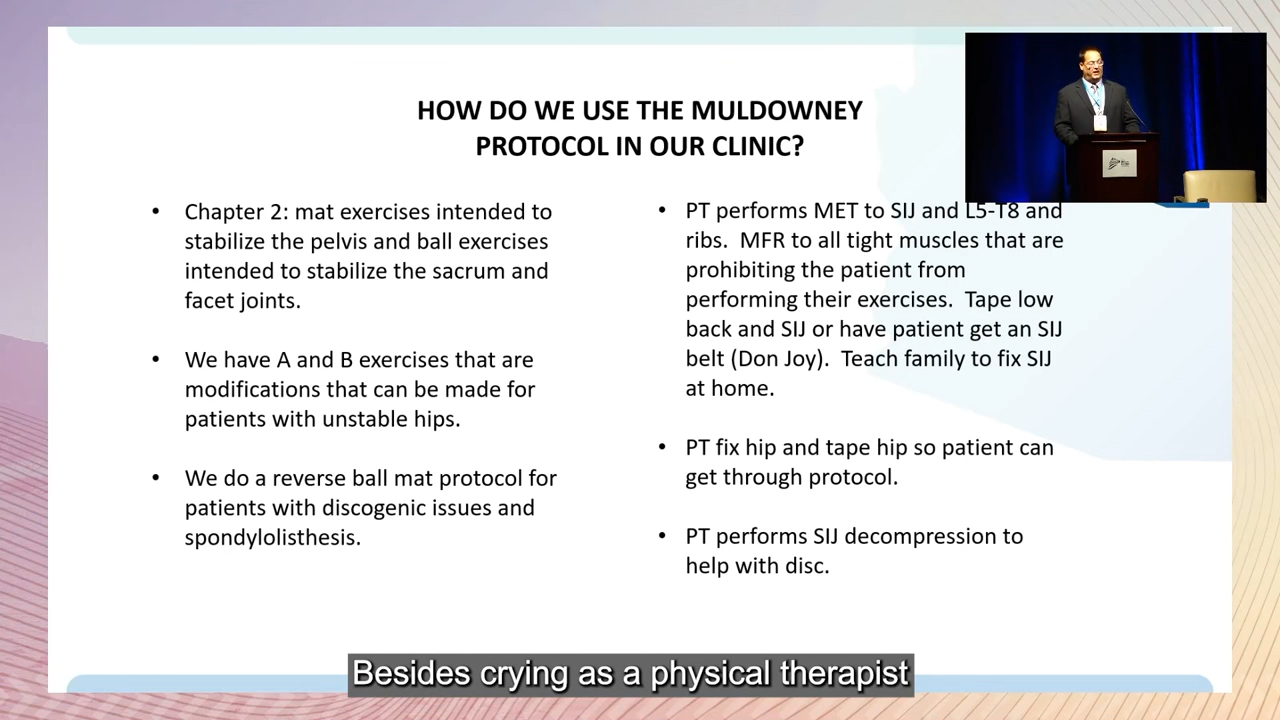 HOW DO WE USE THE MULDOWNEY
PROTOCOL IN OUR CLINIC?
• Chapter 2: mat exercises intended to
stabilize the pelvis and ball exercises
intended to stabilize the sacrum and
facet joints.
• We have A and B exercises that are
modifications that can be made for
patients with unstable hips.
• We do a reverse ball mat protocol for
patients with discogenic issues and
spondylolisthesis.
• PT performs MET to SIJ and L5-T8 and
ribs. MFR to all tight muscles that are
prohibiting the patient from
performing their exercises. Tape low
back and SIJ or have patient get an SIJ
belt (Don Joy). Teach family to fix SIJ
at home.
• PT fix hip and tape hip so patient can
get through protocol.
• PT performs SIJ decompression to
help with disc.
Besides crying as a physical therapist